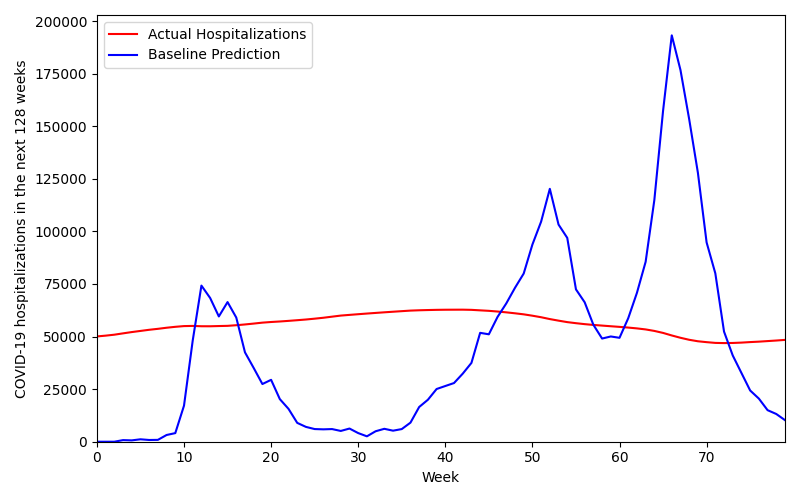 200000
175000
150000
125000
100000
75000
50000
25000
0
COVID-19 hospitalizations in the next 128 weeks
Actual Hospitalizations
Baseline Prediction
0 10 20 30 40 50 60 70
Week